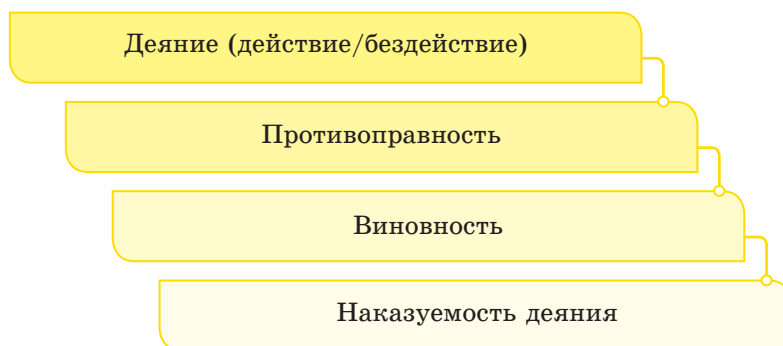 Деяние (действие/бездействие)
Противоправность
Виновность
Наказуемость деяния